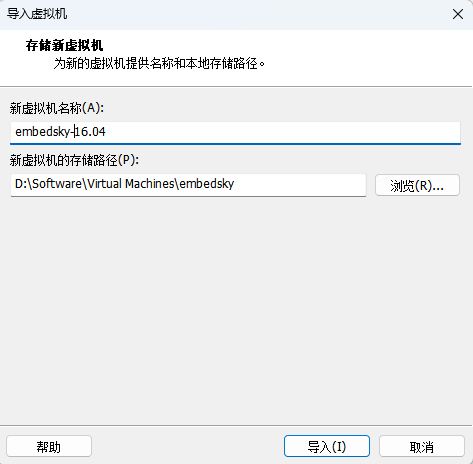 导入虚拟机
存储新虚拟机
为新的虚拟机提供名称和本地存储路径。
新虚拟机名称(A):
embedsky-16.04
新虚拟机的存储路径(P):
D:\Software\Virtual Machines\embedsky
浏览(R)...
帮助
导入(I)
取消